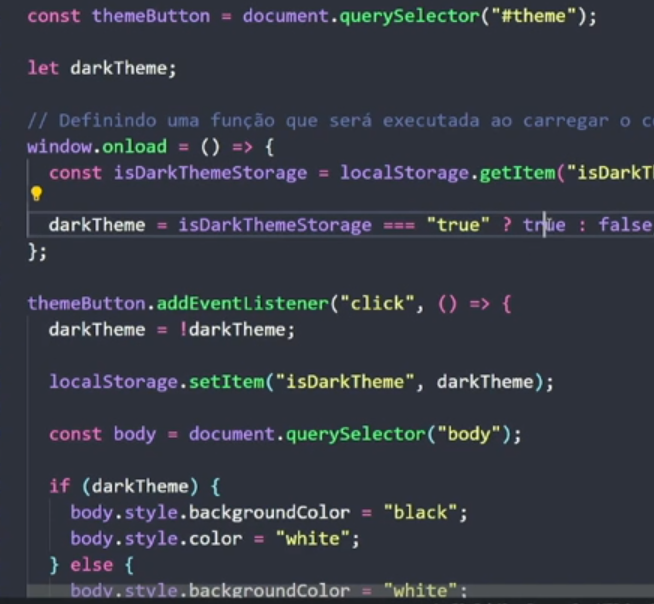 const themeButton = document.querySelector("#theme");
let darkTheme;
// Definindo uma função que será executada ao carregar o
window.onload = () => {
const isDarkThemeStorage = localStorage.getItem("isDarkT
darkTheme = isDarkThemeStorage === "true" ? true : false
};
themeButton.addEventListener("click", () => {
darkTheme = !darkTheme;
localStorage.setItem("isDarkTheme", darkTheme);
const body = document.querySelector("body");
if (darkTheme) {
body.style.backgroundColor = "black";
body.style.color = "white";
} else {
body.style.backgroundColor = "white";